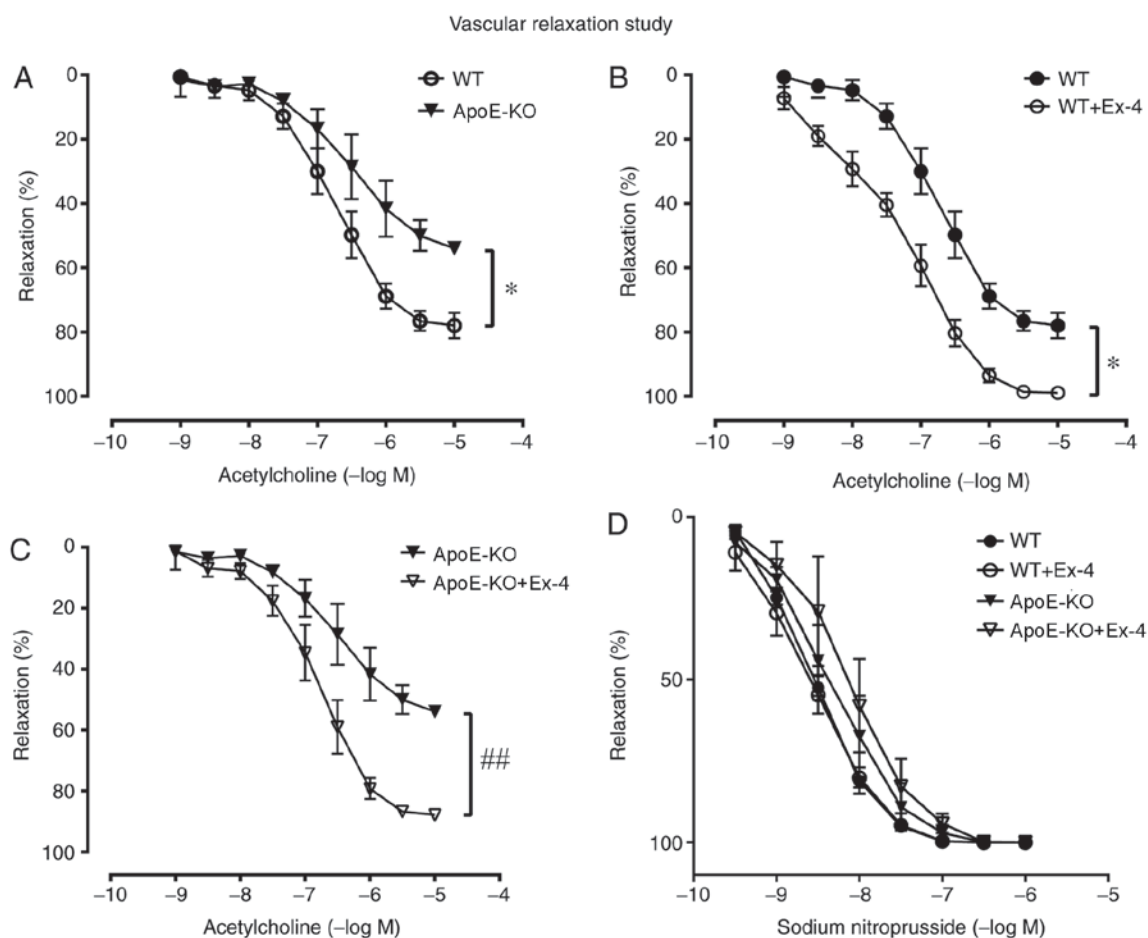 Vascular relaxation study
A
WT
ApoE-KO
Relaxation (%)
0
20
40
60
80
100
*
−10 −9 −8 −7 −6 −5 −4
Acetylcholine (−log M)
B
WT
WT+Ex-4
Relaxation (%)
0
20
40
60
80
100
*
−10 −9 −8 −7 −6 −5 −4
Acetylcholine (−log M)
C
ApoE-KO
ApoE-KO+Ex-4
Relaxation (%)
0
20
40
60
80
100
##
−10 −9 −8 −7 −6 −5 −4
Acetylcholine (−log M)
D
WT
WT+Ex-4
ApoE-KO
ApoE-KO+Ex-4
Relaxation (%)
0
50
100
−10 −9 −8 −7 −6 −5
Sodium nitroprusside (−log M)